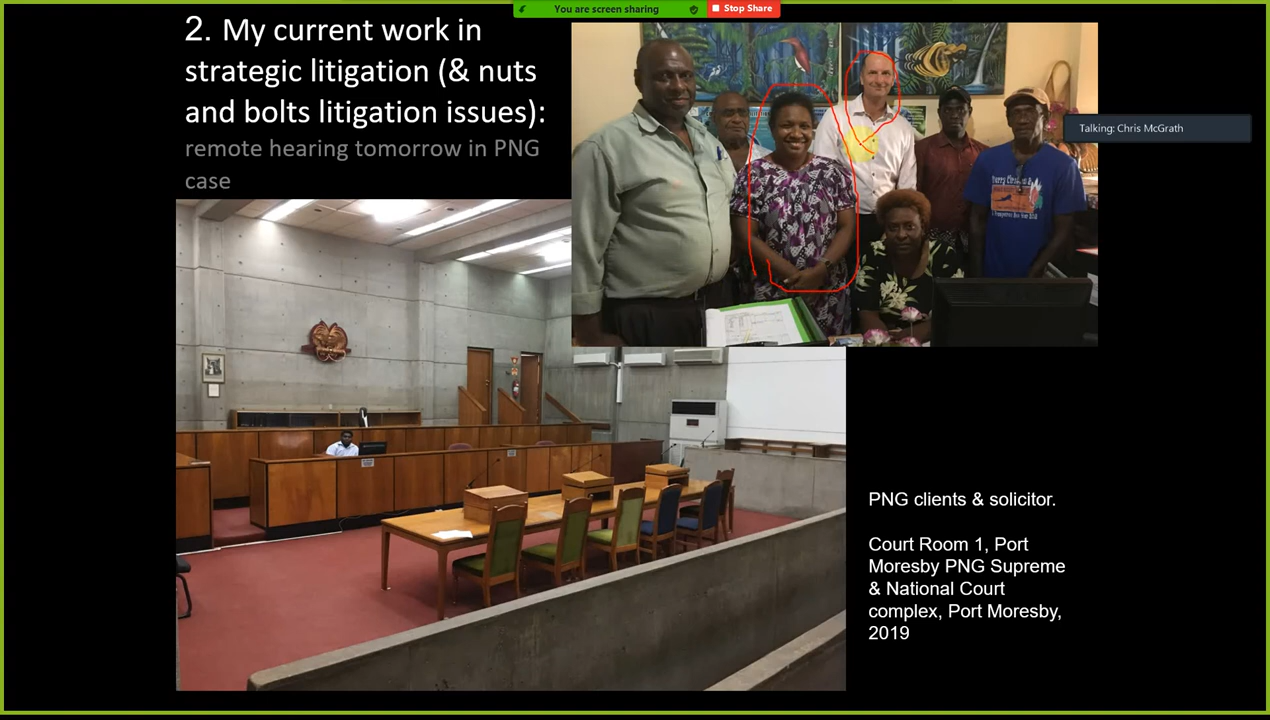 You are screen sharing
Stop Share
2. My current work in
strategic litigation (& nuts
and bolts litigation issues):
remote hearing tomorrow in PNG
case
Talking: Chris McGrath
PNG clients & solicitor.
Court Room 1, Port
Moresby PNG Supreme
& National Court
complex, Port Moresby,
2019